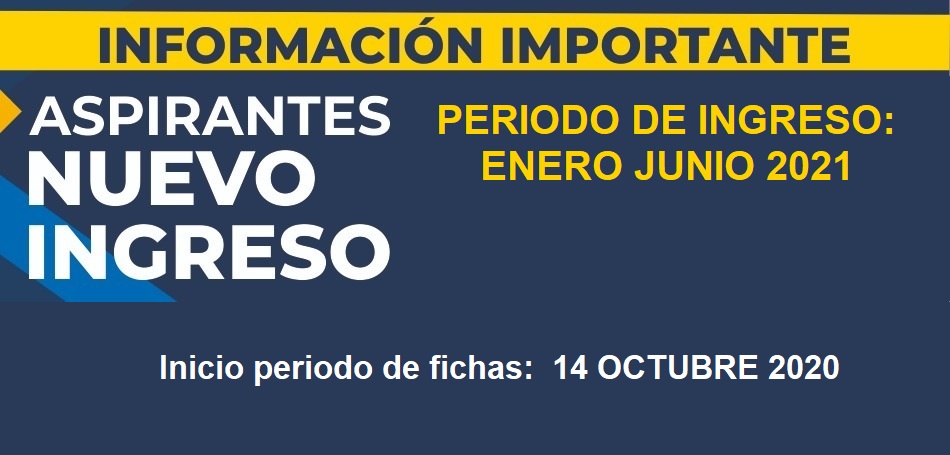 INFORMACIÓN IMPORTANTE
ASPIRANTES
NUEVO
INGRESO
PERIODO DE INGRESO:
ENERO JUNIO 2021
Inicio periodo de fichas: 14 OCTUBRE 2020